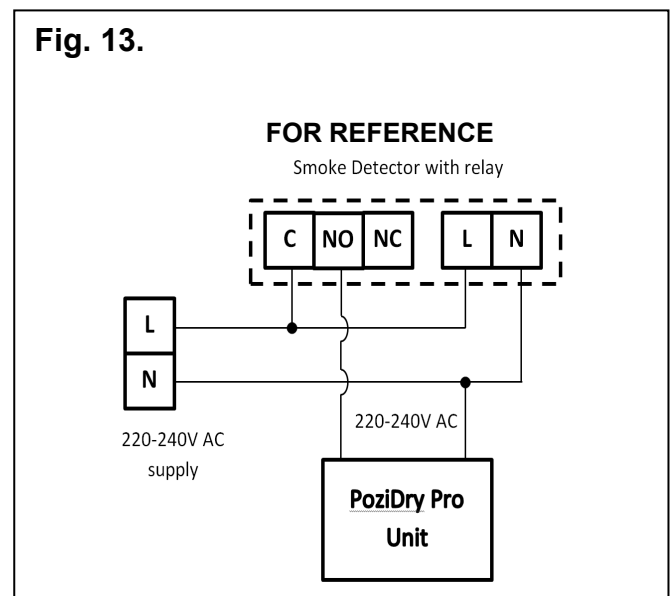 Fig. 13.
FOR REFERENCE
Smoke Detector with relay
C NO NC L N
L
N
220-240V AC
supply
220-240V AC
PoziDry Pro
Unit